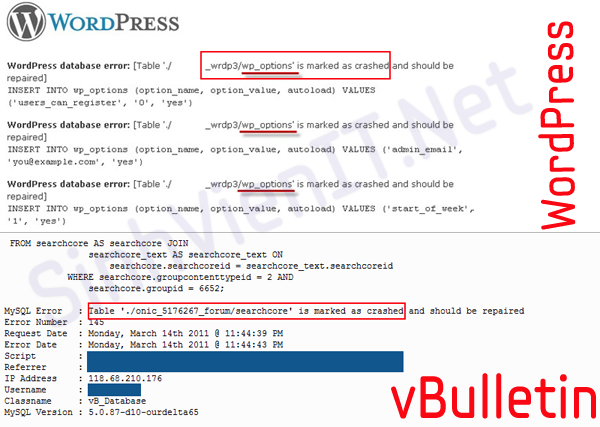 WORDPRESS
WordPress database error: [Table './ _wrdp3/wp_options' is marked as crashed and should be
repaired]
INSERT INTO wp_options (option_name, option_value, autoload) VALUES
('users_can_register', '0', 'yes')
WordPress database error: [Table './ _wrdp3/wp_options' is marked as crashed and should be
repaired]
INSERT INTO wp_options (option_name, option_value, autoload) VALUES ('admin_email',
'you@example.com', 'yes')
WordPress database error: [Table './ _wrdp3/wp_options' is marked as crashed and should be
repaired]
INSERT INTO wp_options (option_name, option_value, autoload) VALUES ('start_of_week',
'1', 'yes')
WordPress
SinhVienIT.Net
FROM searchcore AS searchcore JOIN
searchcore_text AS searchcore_text ON
searchcore.searchcoreid = searchcore_text.searchcoreid
WHERE searchcore.groupcontenttypeid = 2 AND
searchcore.groupid = 6652;
MySQL Error : Table './onic_5176267_forum/searchcore' is marked as crashed and should be repaired
Error Number : 145
Request Date : Monday, March 14th 2011 @ 11:44:39 PM
Error Date : Monday, March 14th 2011 @ 11:44:43 PM
Script :
Referrer :
IP Address : 118.68.210.176
Username :
Classname : vB_Database
MySQL Version : 5.0.87-d10-ourdelta65
vBulletin